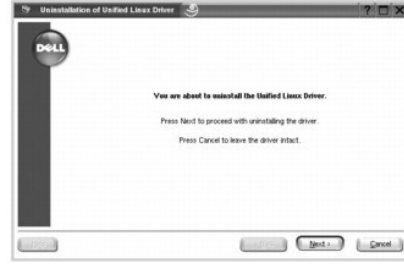 Uninstallation of Unified Linux Driver
DELL
You are about to uninstall the Unified Linux Driver.
Press Next to proceed with uninstalling the driver.
Press Cancel to leave the driver intact.
Next >
Cancel